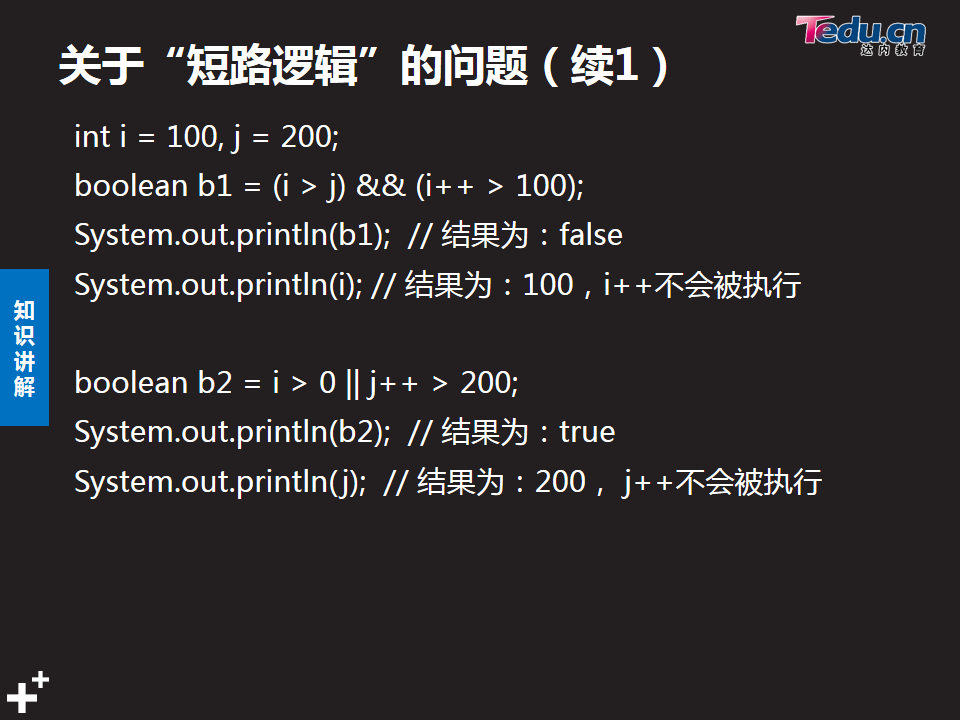 Tedu.cn
达内教育
关于“短路逻辑”的问题（续1）
int i = 100, j = 200;
boolean b1 = (i > j) && (i++ > 100);
System.out.println(b1);  // 结果为：false
System.out.println(i); // 结果为：100，i++不会被执行
知识讲解
boolean b2 = i > 0 || j++ > 200;
System.out.println(b2);  // 结果为：true
System.out.println(j);  // 结果为：200， j++不会被执行